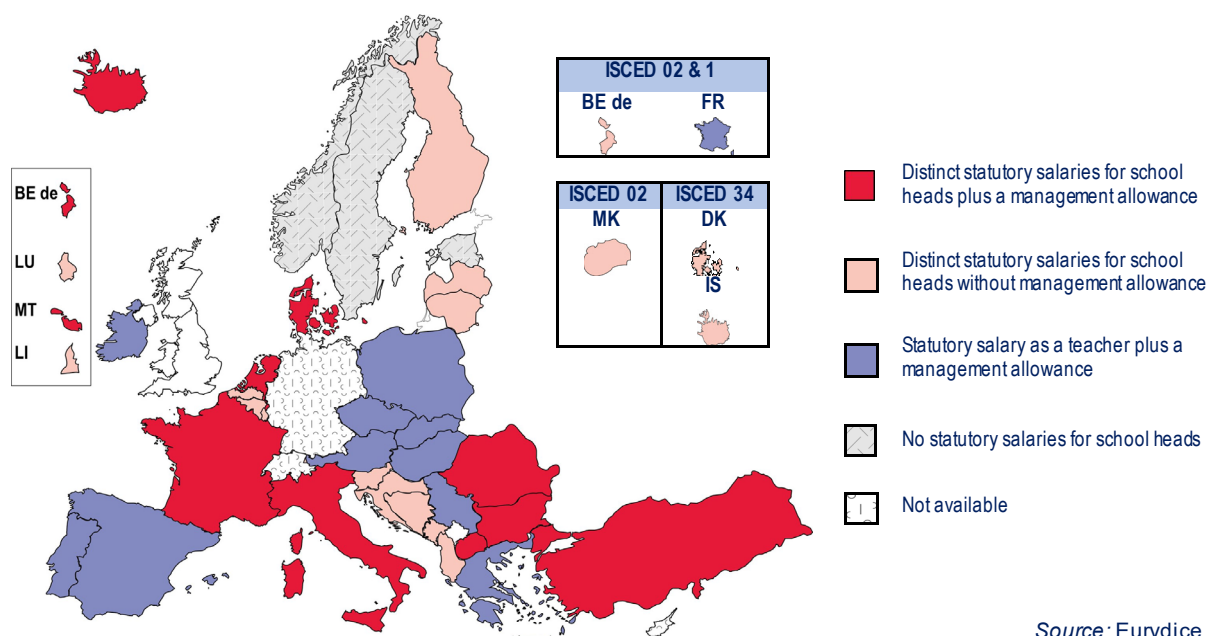 ISCED 02 & 1
BE de FR
ISCED 02 ISCED 34
MK DK
IS
BE de
LU
MT
LI
Distinct statutory salaries for school
heads plus a management allowance
Distinct statutory salaries for school
heads without management allowance
Statutory salary as a teacher plus a
management allowance
No statutory salaries for school heads
Not available
Source: Eurydice